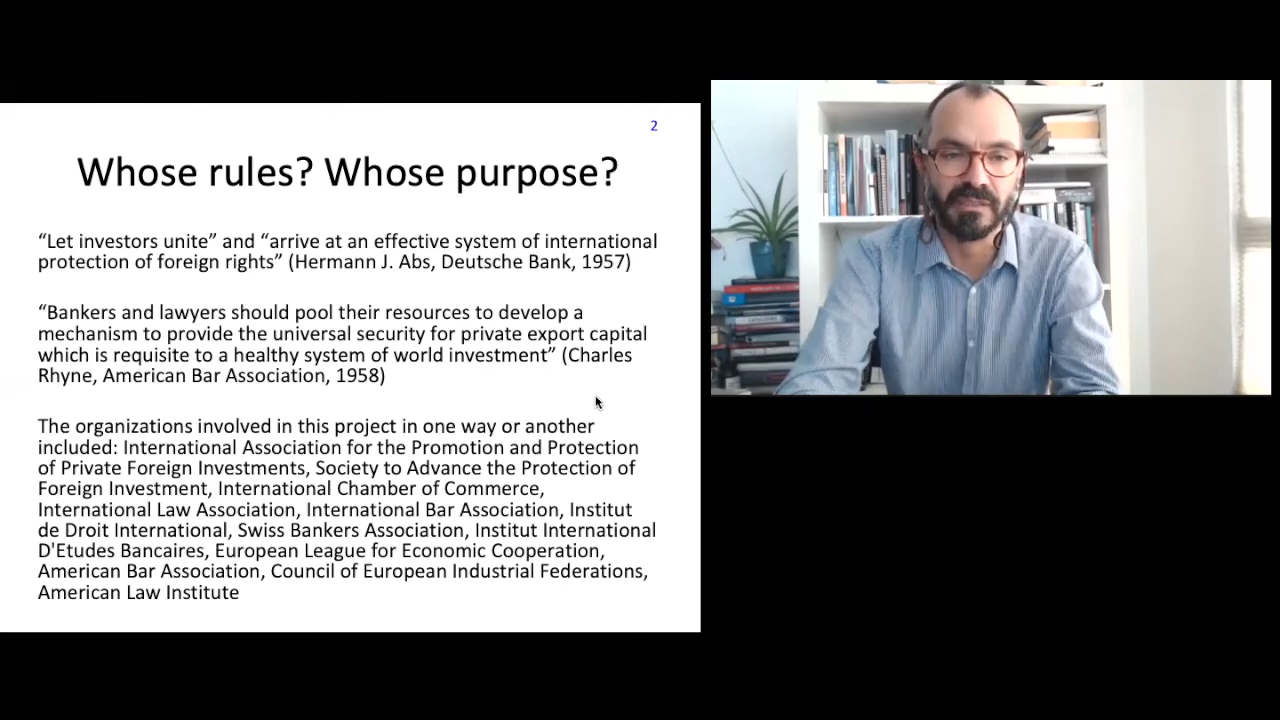 2
Whose rules? Whose purpose?
“Let investors unite” and “arrive at an effective system of international
protection of foreign rights” (Hermann J. Abs, Deutsche Bank, 1957)
“Bankers and lawyers should pool their resources to develop a
mechanism to provide the universal security for private export capital
which is requisite to a healthy system of world investment” (Charles
Rhyne, American Bar Association, 1958)
The organizations involved in this project in one way or another
included: International Association for the Promotion and Protection
of Private Foreign Investments, Society to Advance the Protection of
Foreign Investment, International Chamber of Commerce,
International Law Association, International Bar Association, Institut
de Droit International, Swiss Bankers Association, Institut International
D'Etudes Bancaires, European League for Economic Cooperation,
American Bar Association, Council of European Industrial Federations,
American Law Institute